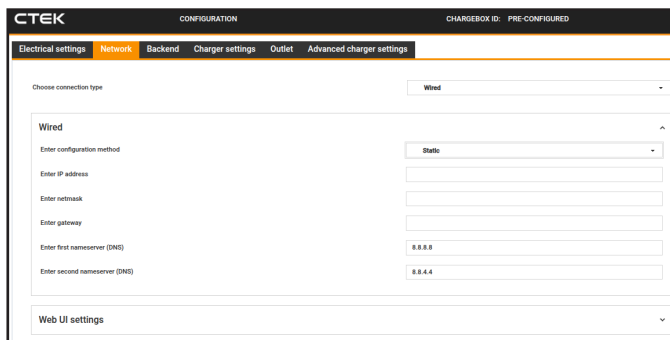 CTEK CONFIGURATION CHARGEBOX ID: PRE-CONFIGURED
Electrical settings Network Backend Charger settings Outlet Advanced charger settings
Choose connection type Wired
Wired
Enter configuration method Static
Enter IP address
Enter netmask
Enter gateway
Enter first nameserver (DNS) 8.8.8.8
Enter second nameserver (DNS) 8.8.4.4
Web UI settings